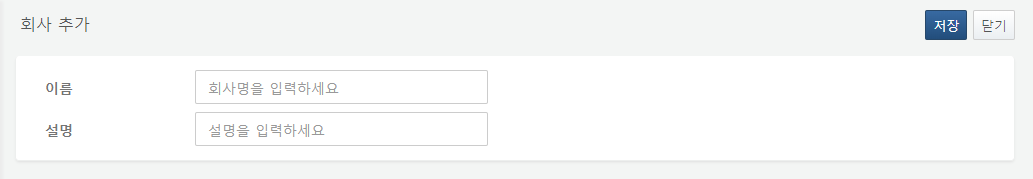 회사 추가
저장 닫기
이름 회사명을 입력하세요
설명 설명을 입력하세요